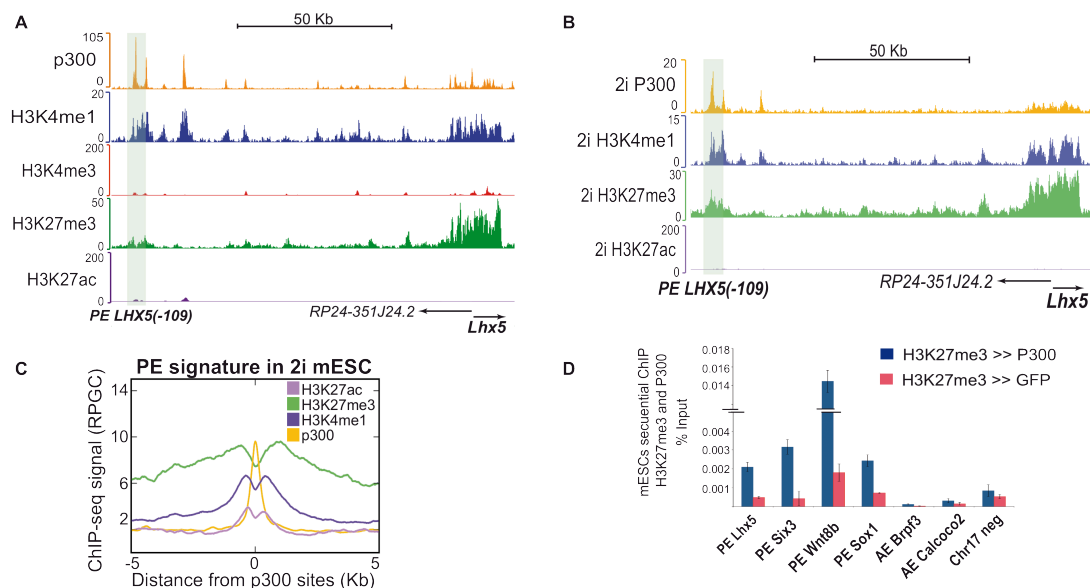 A
50 Kb
105
p300
0
20
H3K4me1
0
200
H3K4me3
0
50
H3K27me3
0
200
H3K27ac
0
PE LHX5(-109)
RP24-351J24.2
Lhx5
B
50 Kb
20
2i P300
0
15
2i H3K4me1
0
30
2i H3K27me3
0
200
2i H3K27ac
0
PE LHX5(-109)
RP24-351J24.2
Lhx5
C
PE signature in 2i mESC
ChIP-seq signal (RPGC)
14
10
6
2
H3K27ac
H3K27me3
H3K4me1
p300
-5
0
5
Distance from p300 sites (Kb)
D
mESCs secuential ChIP
H3K27me3 and P300
% Input
0.018
0.014
0.004
0.003
0.002
0.001
H3K27me3 >> P300
H3K27me3 >> GFP
PE Lhx5
PE Six3
PE Wnt8b
PE Sox1
AE Brpf3
AE Calcoco2
Chr17 neg